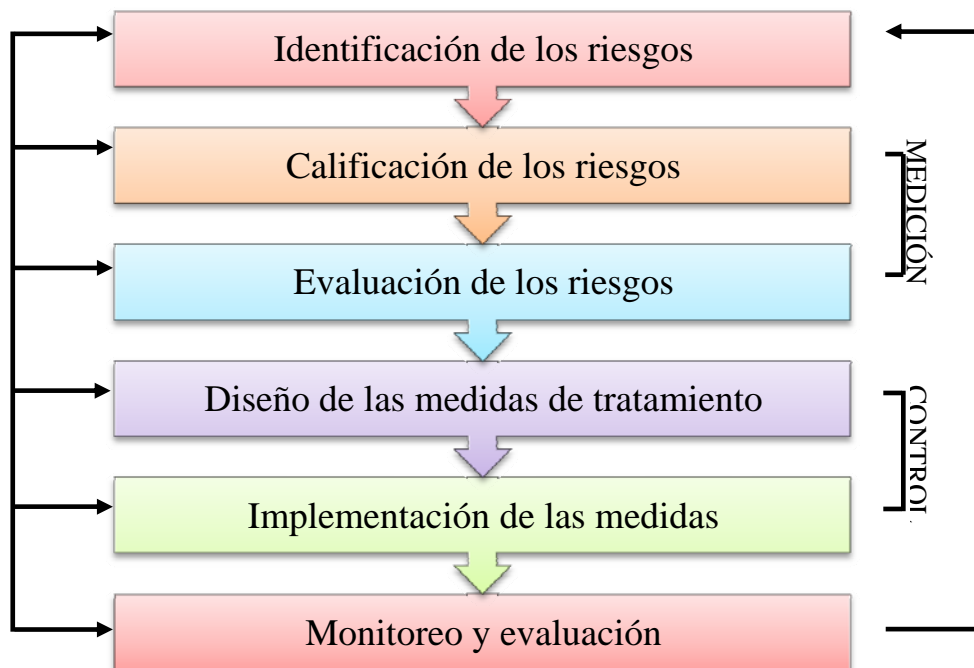 Identificación de los riesgos
Calificación de los riesgos
MEDICIÓN
Evaluación de los riesgos
Diseño de las medidas de tratamiento
CONTROL
Implementación de las medidas
Monitoreo y evaluación